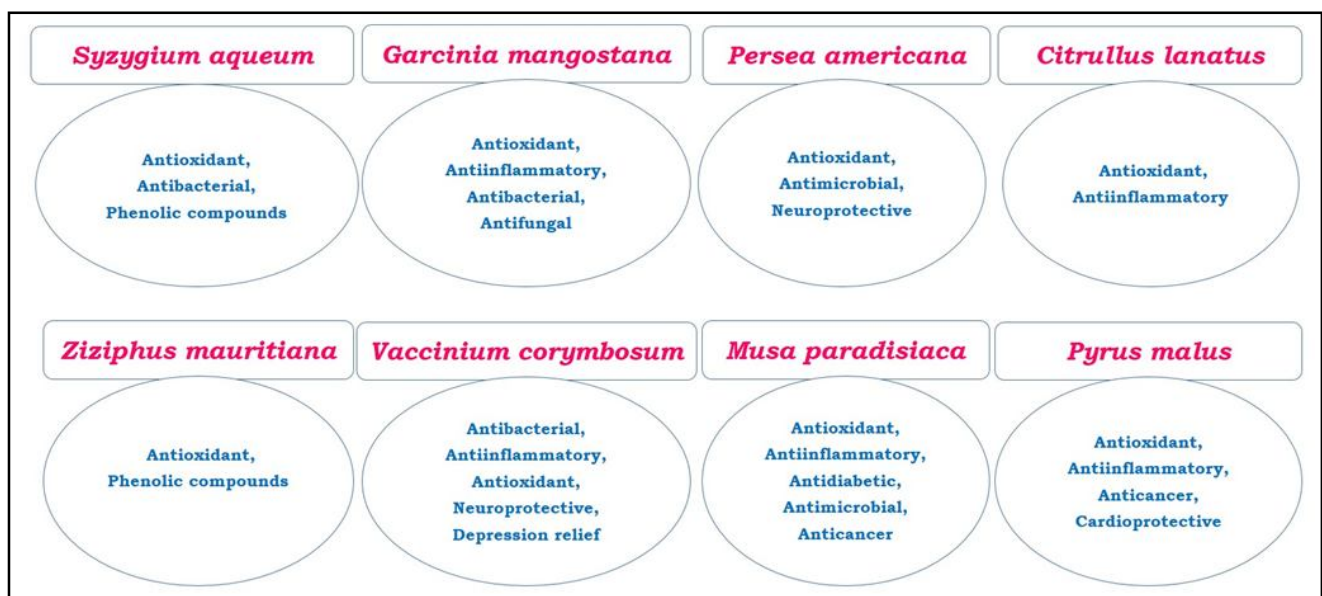 Syzygium aqueum
Antioxidant,
Antibacterial,
Phenolic compounds
Garcinia mangostana
Antioxidant,
Antiinflammatory,
Antibacterial,
Antifungal
Persea americana
Antioxidant,
Antimicrobial,
Neuroprotective
Citrullus lanatus
Antioxidant,
Antiinflammatory
Ziziphus mauritiana
Antioxidant,
Phenolic compounds
Vaccinium corymbosum
Antibacterial,
Antiinflammatory,
Antioxidant,
Neuroprotective,
Depression relief
Musa paradisiaca
Antioxidant,
Antiinflammatory,
Antidiabetic,
Antimicrobial,
Anticancer
Pyrus malus
Antioxidant,
Antiinflammatory,
Anticancer,
Cardioprotective